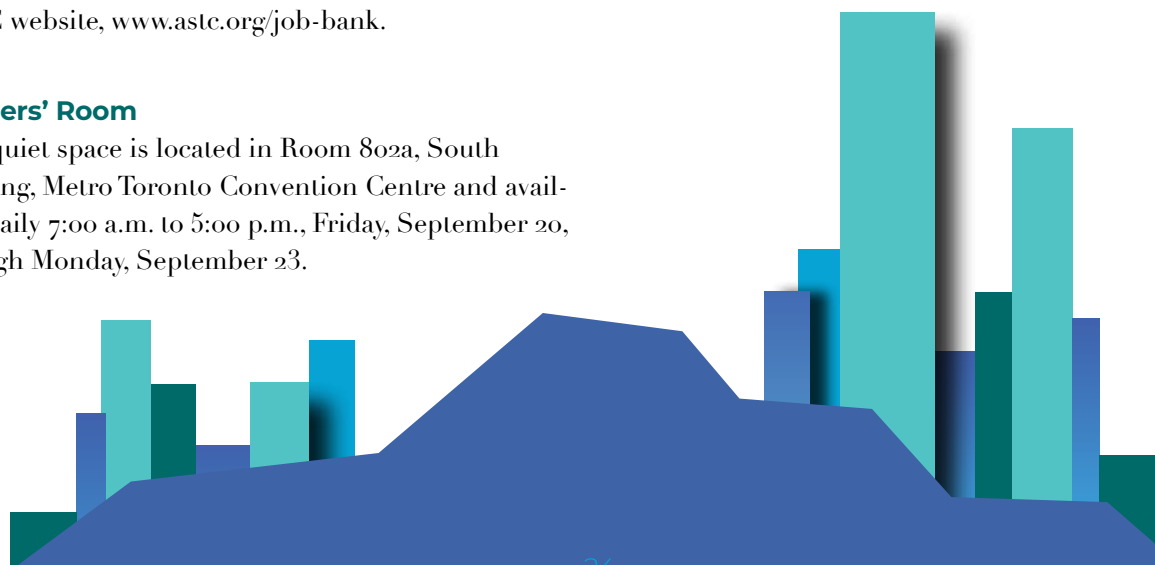 website, www.astc.org/job-bank.
ers’ Room
quiet space is located in Room 802a, South
ng, Metro Toronto Convention Centre and avail-
aily 7:00 a.m. to 5:00 p.m., Friday, September 20,
gh Monday, September 23.